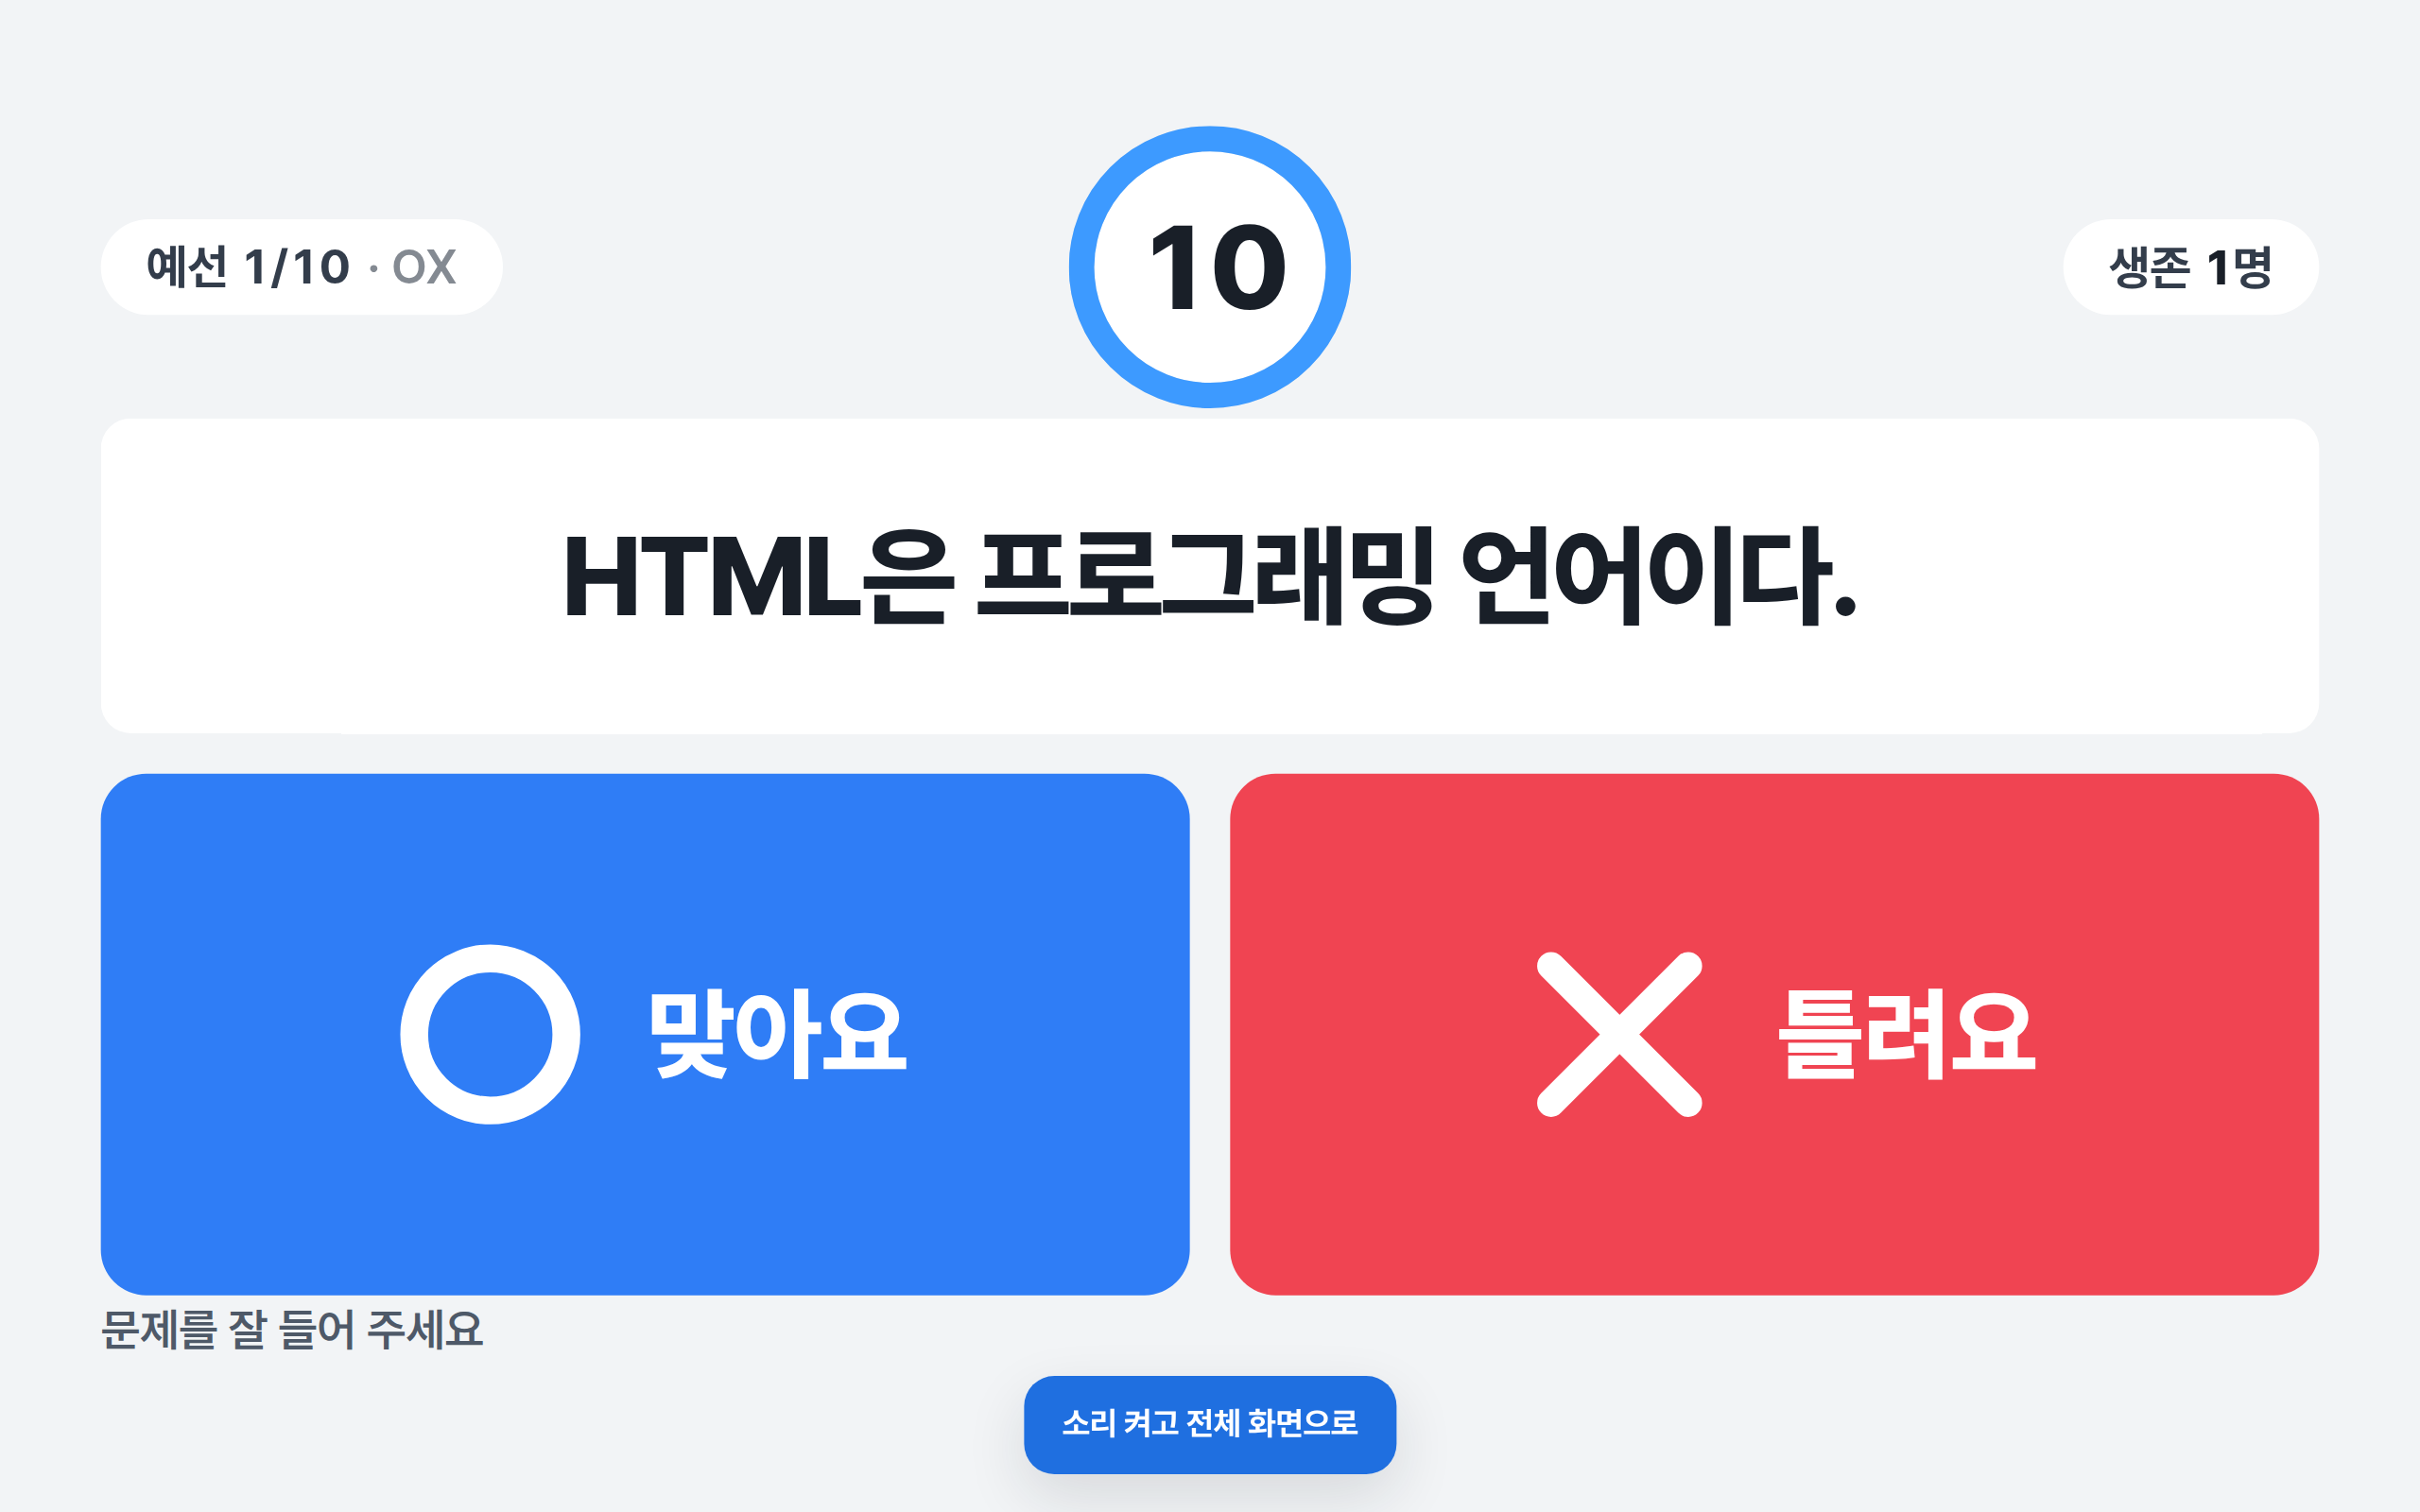 예선 1/10 · OX
10
생존 1명
HTML은 프로그래밍 언어이다.
맞아요
틀려요
문제를 잘 들어 주세요
소리 켜고 전체 화면으로